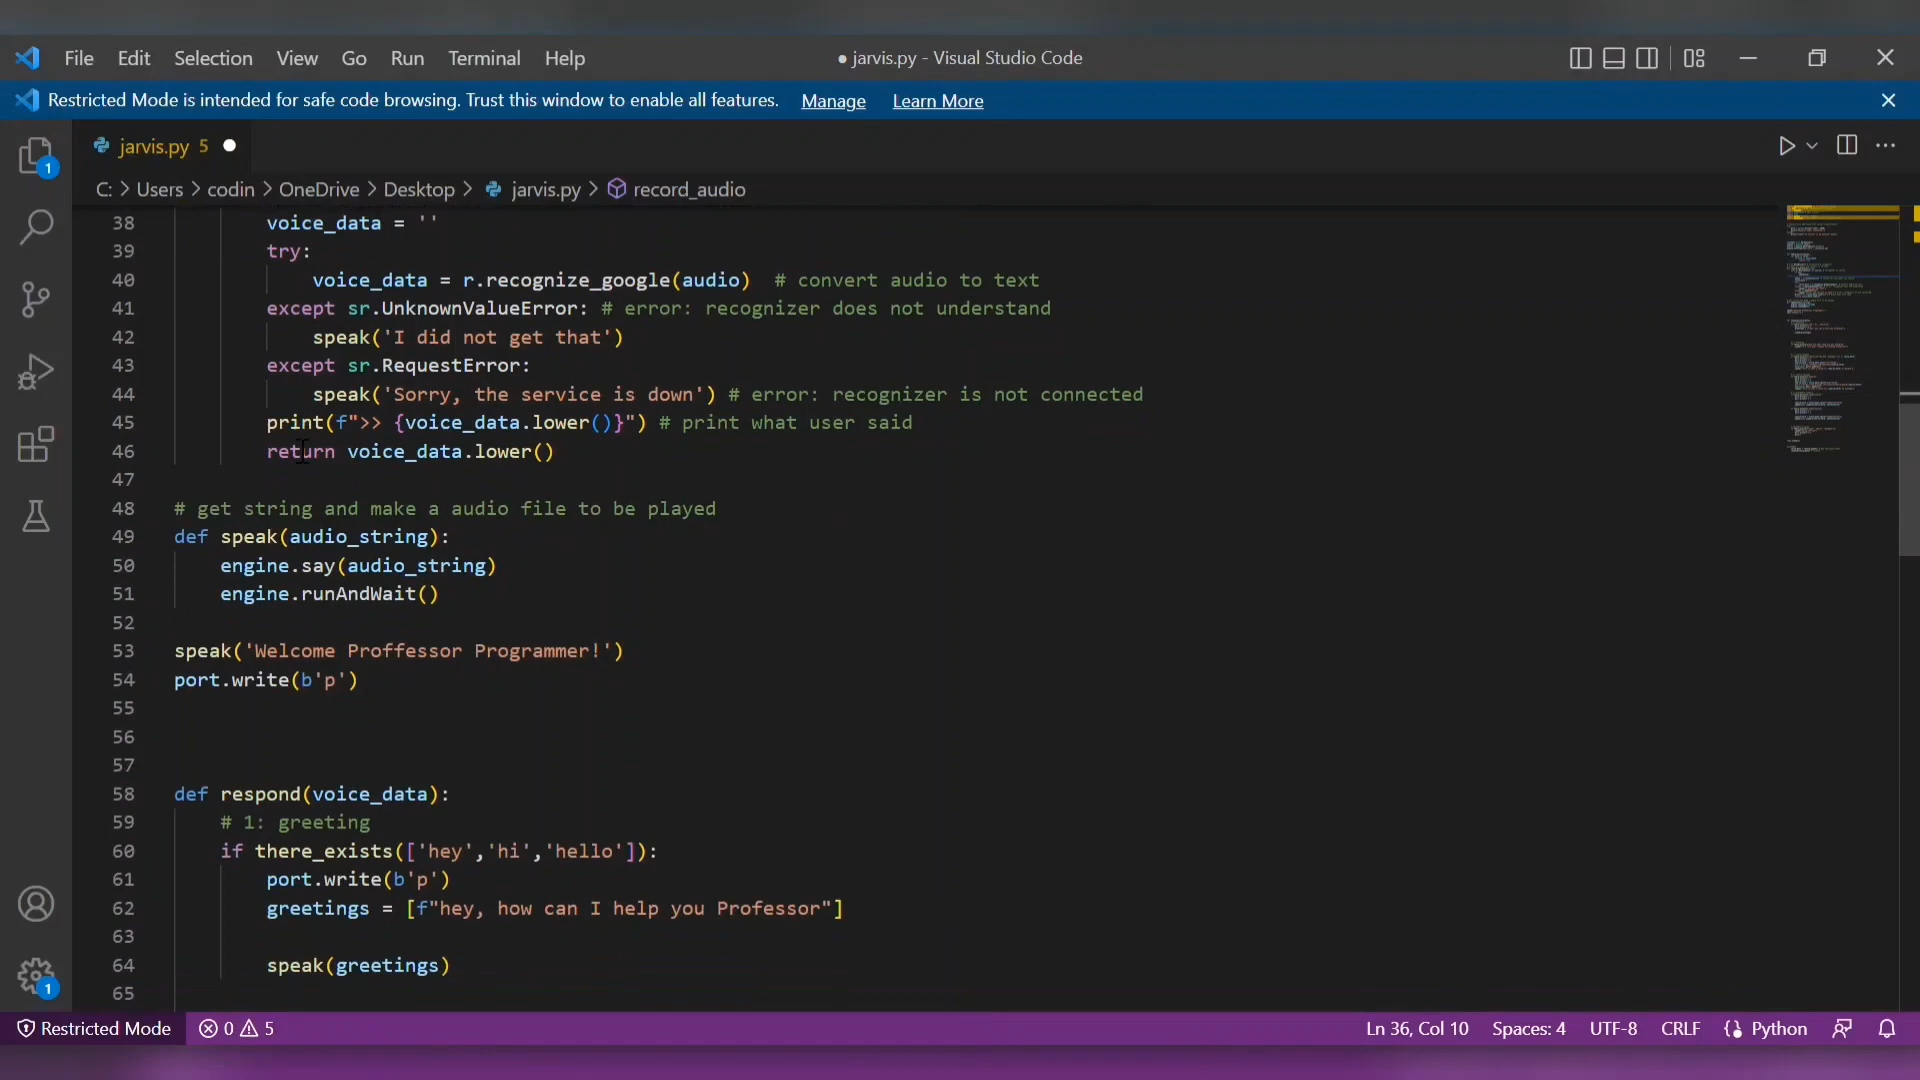 File Edit Selection View Go Run Terminal Help ● jarvis.py - Visual Studio Code
Restricted Mode is intended for safe code browsing. Trust this window to enable all features. Manage Learn More
1 jarvis.py 5
C: > Users > codin > OneDrive > Desktop > jarvis.py > record_audio
38 voice_data = ''
39 try:
40 voice_data = r.recognize_google(audio)  # convert audio to text
41 except sr.UnknownValueError: # error: recognizer does not understand
42 speak('I did not get that')
43 except sr.RequestError:
44 speak('Sorry, the service is down') # error: recognizer is not connected
45 print(f">> {voice_data.lower()}") # print what user said
46 return voice_data.lower()
47
48 # get string and make a audio file to be played
49 def speak(audio_string):
50 engine.say(audio_string)
51 engine.runAndWait()
52
53 speak('Welcome Proffessor Programmer!')
54 port.write(b'p')
55
56
57
58 def respond(voice_data):
59 # 1: greeting
60 if there_exists(['hey','hi','hello']):
61 port.write(b'p')
62 greetings = [f"hey, how can I help you Professor"]
63
64 speak(greetings)
65
1
Restricted Mode 0 5 Ln 36, Col 10 Spaces: 4 UTF-8 CRLF Python